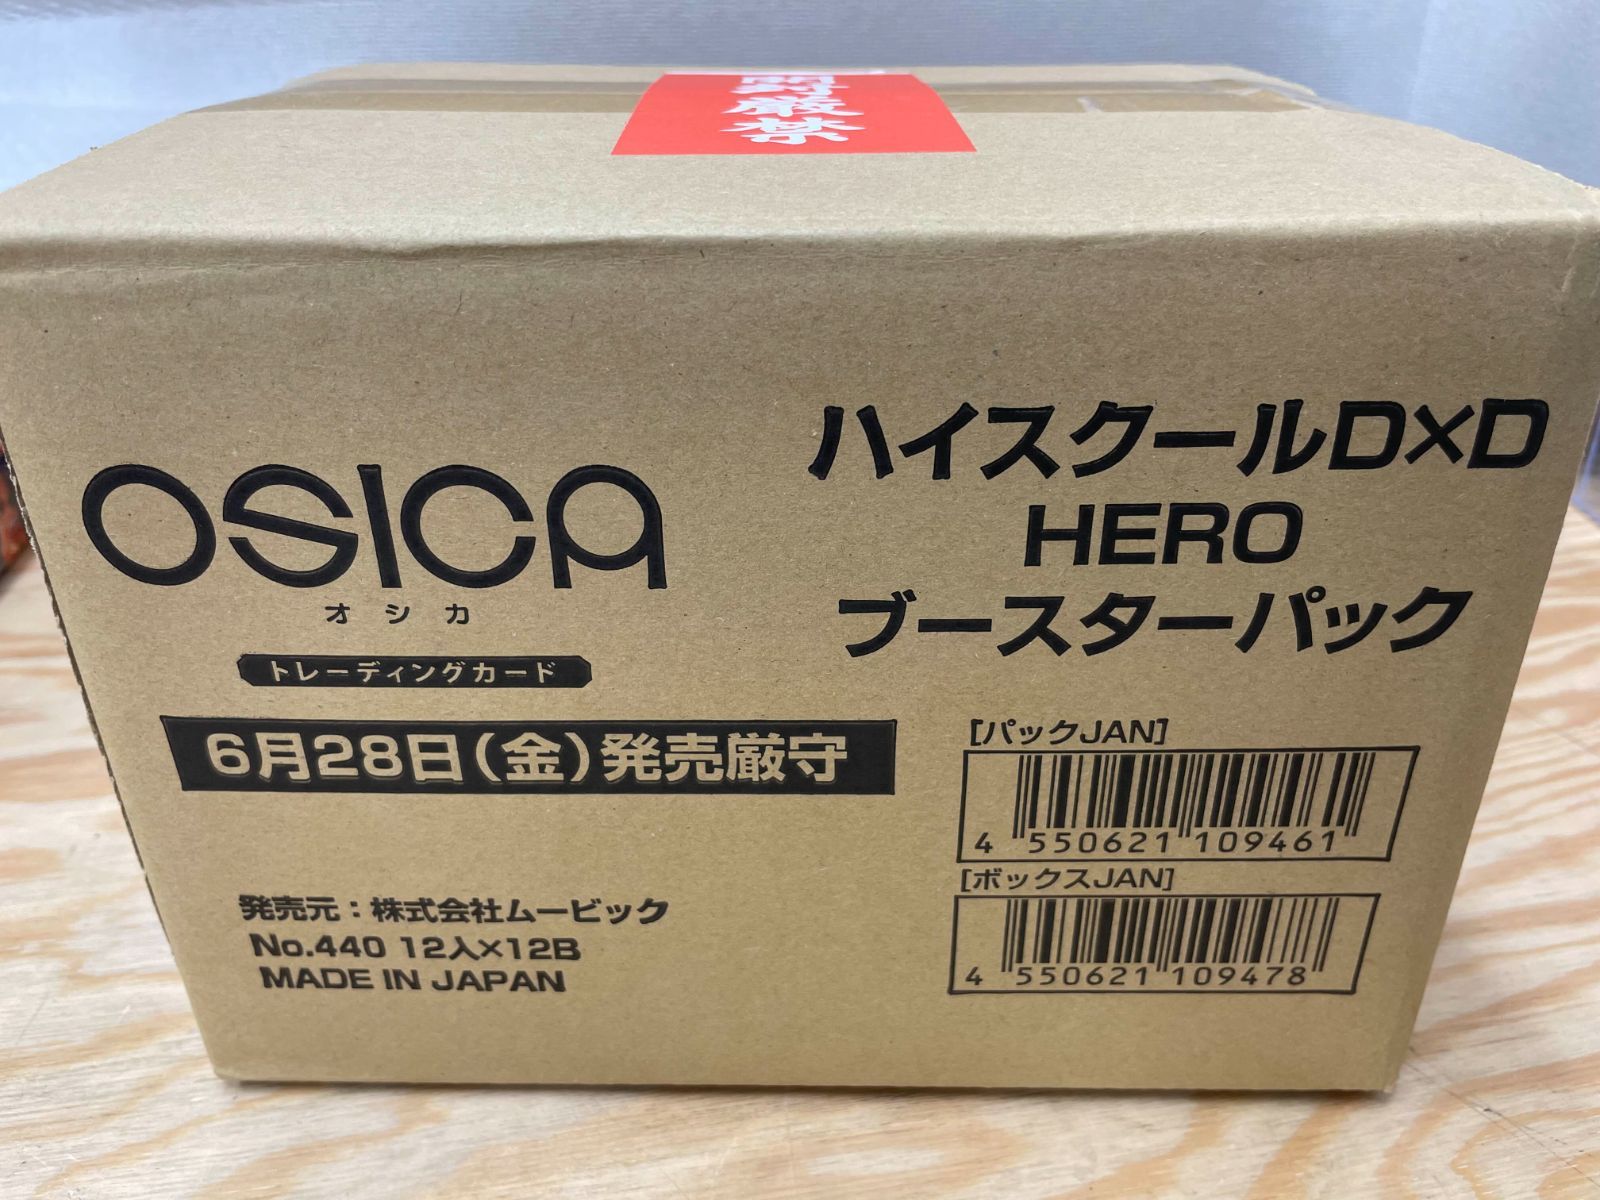 厳禁
OSICA
オシカ
トレーディングカード
6月28日(金)発売厳守
発売元:株式会社ムービック
No.440 12入×12B
MADE IN JAPAN
ハイスクールD×D
HERO
ブースターパック
[パックJAN]
4 550621 109461
[ボックスJAN]
4 550621 109478